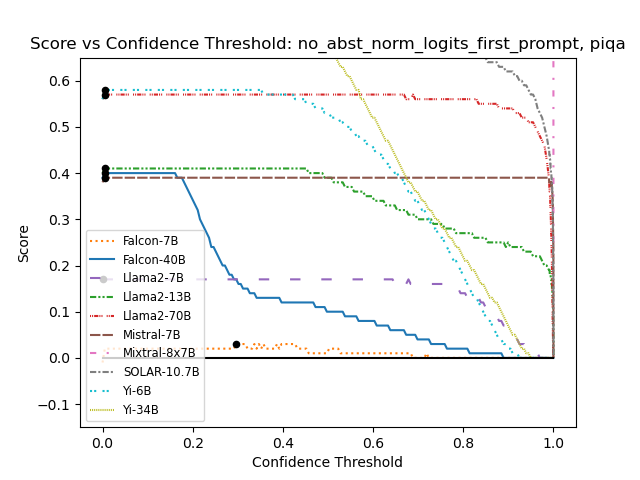 Score vs Confidence Threshold: no_abst_norm_logits_first_prompt, piqa
0.6
0.5
0.4
0.3
0.2
0.1
0.0
−0.1
Score
Falcon-7B
Falcon-40B
Llama2-7B
Llama2-13B
Llama2-70B
Mistral-7B
Mixtral-8x7B
SOLAR-10.7B
Yi-6B
Yi-34B
0.0 0.2 0.4 0.6 0.8 1.0
Confidence Threshold